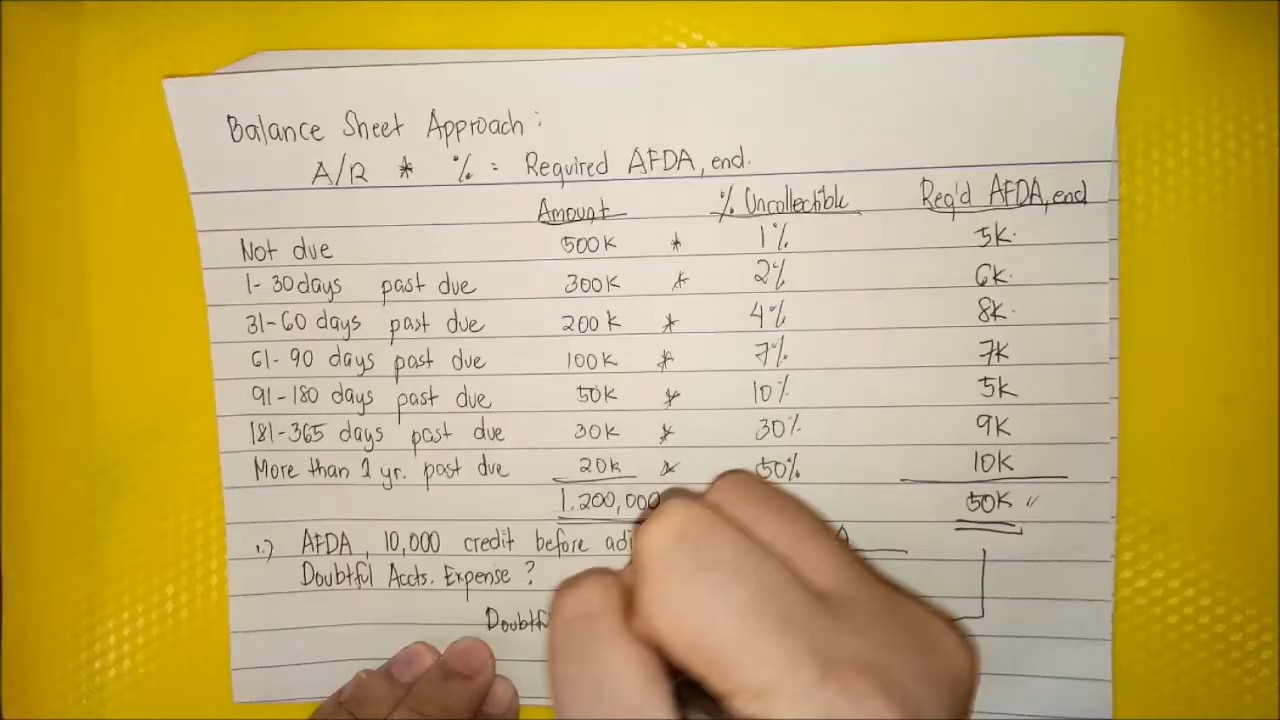 Balance Sheet Approach:
A/R * % = Required AFDA, end.
Amount % Uncollectible Req'd AFDA, end
Not due 500K * 1% 5K.
1-30 days past due 300K * 2% 6K.
31-60 days past due 200K * 4% 8K.
61-90 days past due 100K * 7% 7K
91-180 days past due 50K * 10% 5K
181-365 days past due 30K * 30% 9K
More than 1 yr. past due 20K * 50% 10K
1,200,000 50K "
1.) AFDA, 10,000 credit before
Doubtful Accts. Expense?